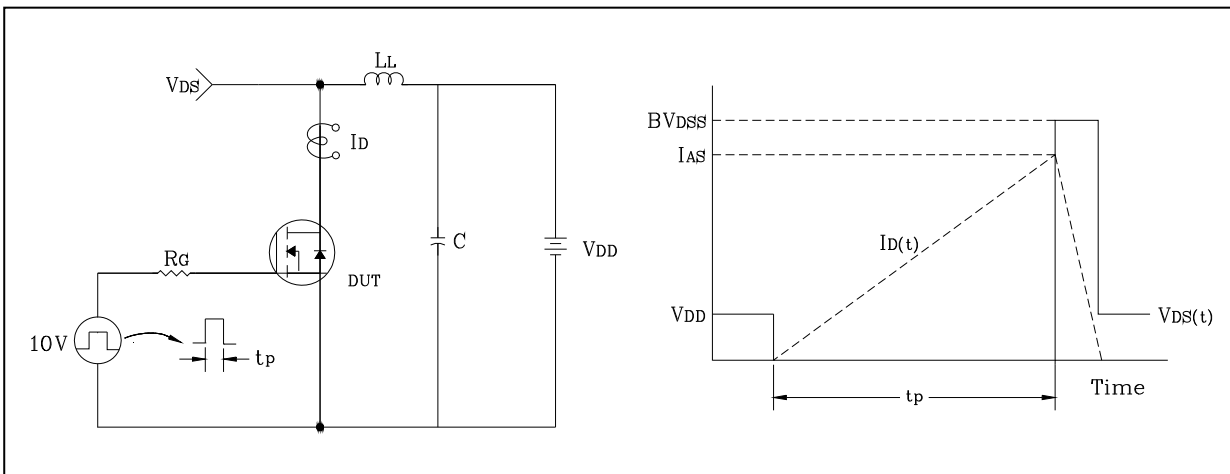 VDS
LL
ID
RG
DUT
C
VDD
10V
tp
BVDSS
IAS
ID(t)
VDD
VDS(t)
tp
Time